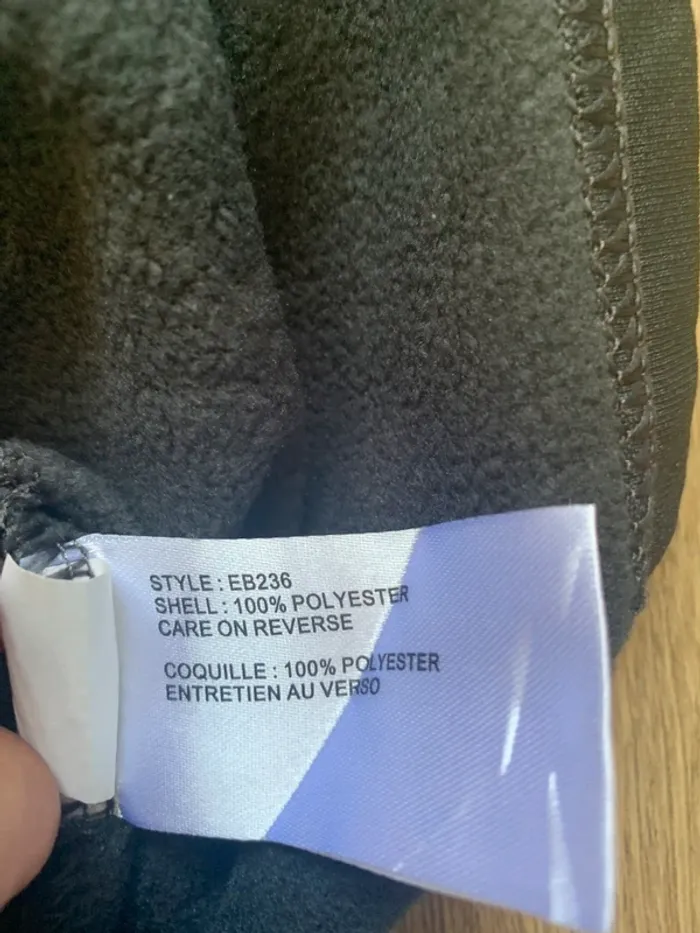 STYLE : EB236
SHELL : 100% POLYESTER
CARE ON REVERSE
COQUILLE : 100% POLYESTER
ENTRETIEN AU VERSO